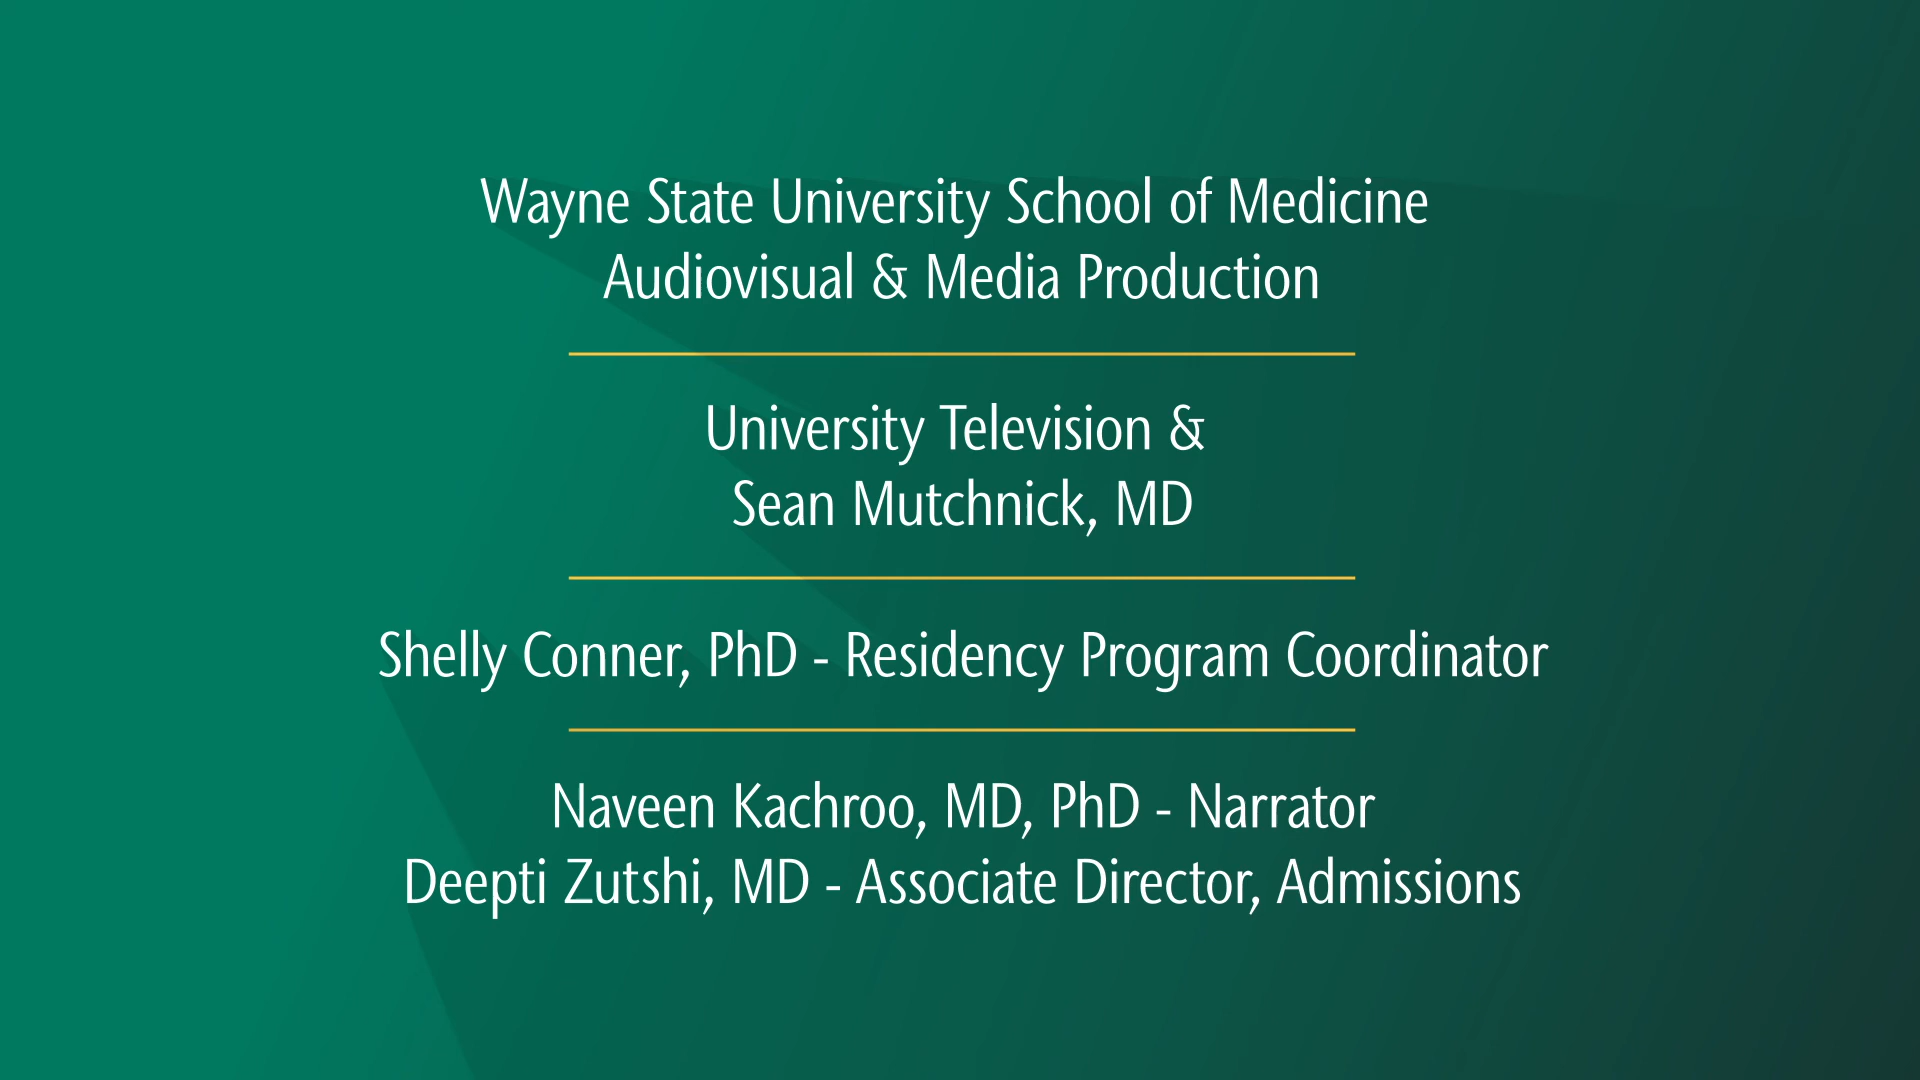 Wayne State University School of Medicine
Audiovisual & Media Production
University Television &
Sean Mutchnick, MD
Shelly Conner, PhD - Residency Program Coordinator
Naveen Kachroo, MD, PhD - Narrator
Deepti Zutshi, MD - Associate Director, Admissions